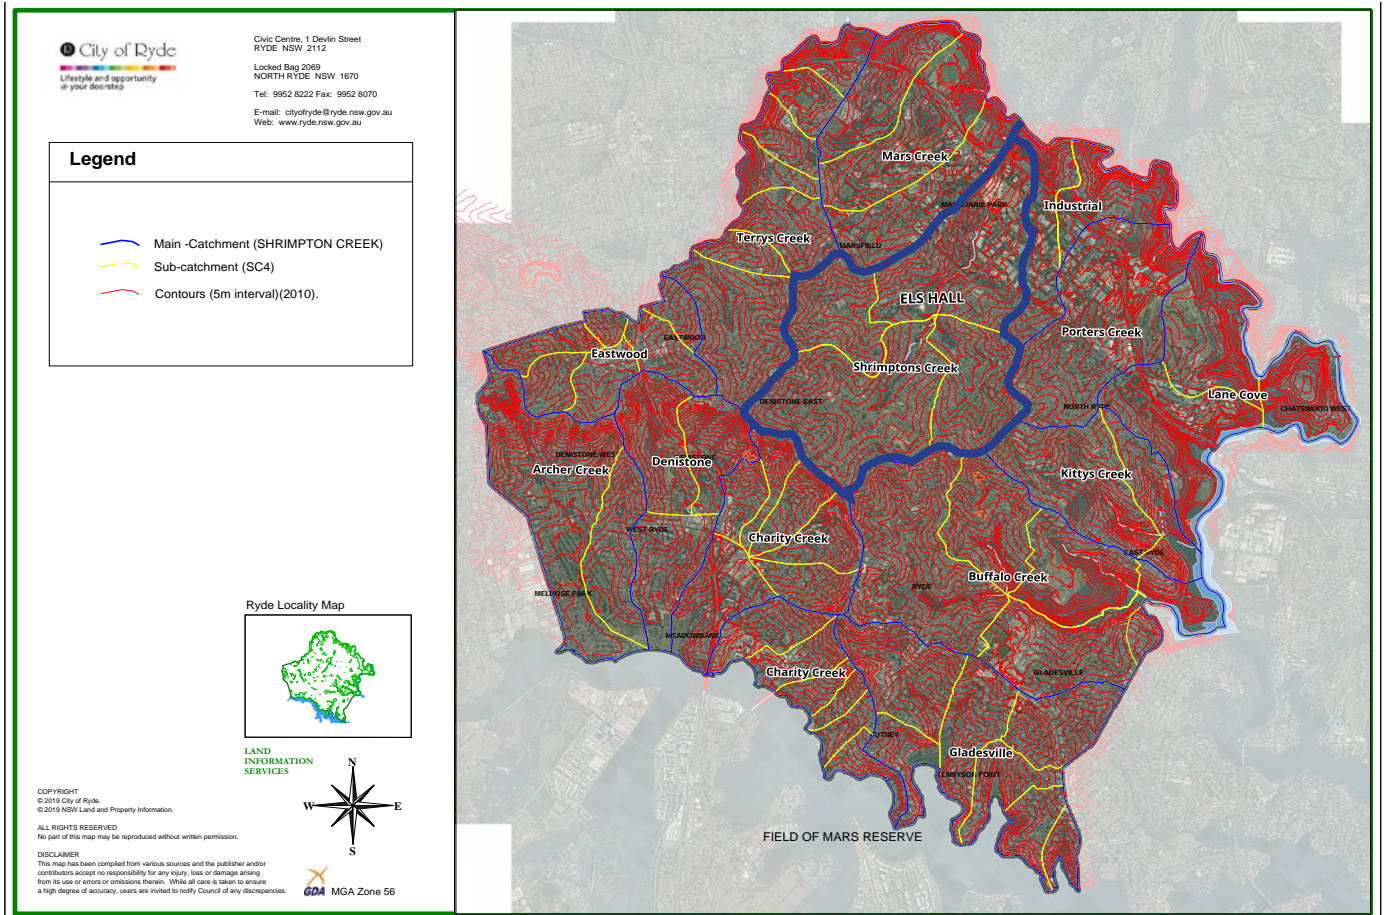 City of Ryde
Lifestyle and opportunity
@ your doorstep
Civic Centre, 1 Devlin Street
RYDE NSW 2112
Locked Bag 2069
NORTH RYDE NSW 1670
Tel: 9952 8222 Fax: 9952 8070
E-mail: cityofryde@ryde.nsw.gov.au
Web: www.ryde.nsw.gov.au
Legend
Main -Catchment (SHRIMPTON CREEK)
Sub-catchment (SC4)
Contours (5m interval)(2010).
Ryde Locality Map
LAND
INFORMATION
SERVICES
N
W
E
S
COPYRIGHT
© 2019 City of Ryde.
© 2019 NSW Land and Property Information.
ALL RIGHTS RESERVED
No part of this map may be reproduced without written permission.
DISCLAIMER
This map has been compiled from various sources and the publisher and/or
contributors accept no responsibility for any injury, loss or damage arising
from its use or errors or omissions therein. While all care is taken to ensure
a high degree of accuracy, users are invited to notify Council of any discrepancies.
GDA
MGA Zone 56
Mars Creek
MACQUARIE PARK
Industrial
Terrys Creek
MARSFIELD
ELS HALL
Porters Creek
EASTWOOD
Eastwood
Shrimptons Creek
Lane Cove
DENISTONE EAST
NORTH RYDE
CHATSWOOD WEST
DENISTONE WEST
DENISTONE
Denistone
Archer Creek
Kittys Creek
WEST RYDE
Charity Creek
EAST RYDE
Buffalo Creek
RYDE
MELROSE PARK
MEADOWBANK
Charity Creek
GLADESVILLE
PUTNEY
Gladesville
TENNYSON POINT
FIELD OF MARS RESERVE